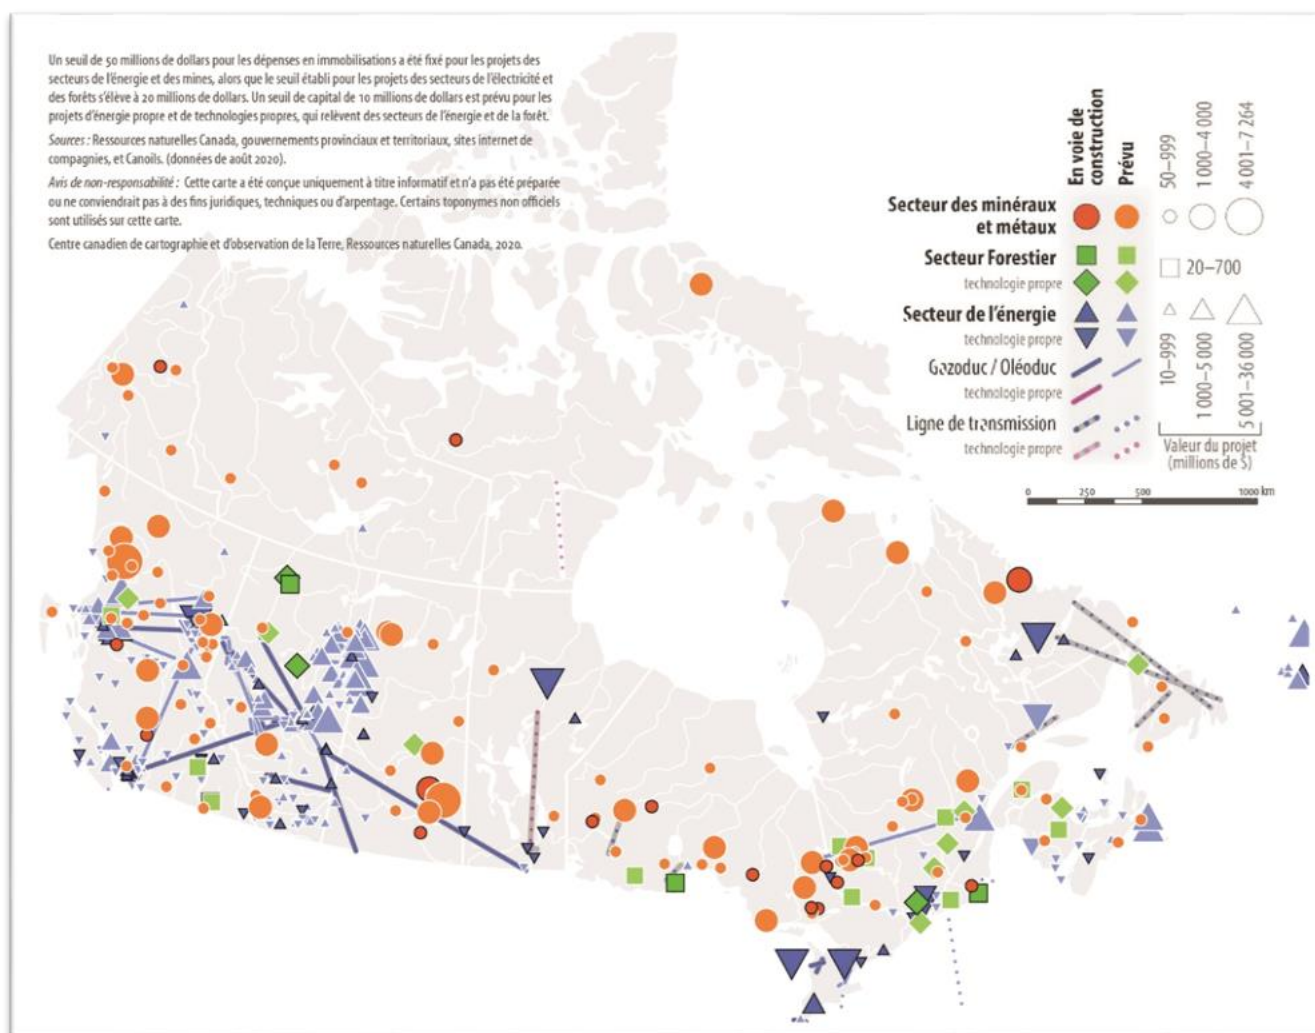 Un seuil de 50 millions de dollars pour les dépenses en immobilisations a été fixé pour les projets des
secteurs de l'énergie et des mines, alors que le seuil établi pour les projets des secteurs de l'électricité et
des forêts s'élève à 20 millions de dollars. Un seuil de capital de 10 millions de dollars est prévu pour les
projets d'énergie propre et de technologies propres, qui relèvent des secteurs de l'énergie et de la forêt.
Sources : Ressources naturelles Canada, gouvernements provinciaux et territoriaux, sites internet de
compagnies, et Canoils. (données de août 2020).
Avis de non-responsabilité : Cette carte a été conçue uniquement à titre informatif et n'a pas été préparée
ou ne conviendrait pas à des fins juridiques, techniques ou d'arpentage. Certains toponymes non officiels
sont utilisés sur cette carte.
Centre canadien de cartographie et d'observation de la Terre, Ressources naturelles Canada, 2020.
En voie de
construction
Prévu
50–999
1 000–4 000
4 001–7 264
Secteur des minéraux
et métaux
Secteur Forestier
20–700
technologie propre
Secteur de l'énergie
technologie propre
Gazoduc / Oléoduc
technologie propre
Ligne de transmission
technologie propre
10–999
1 000–5 000
5 001–36 000
Valeur du projet
(millions de $)
0 250 500 1000 km